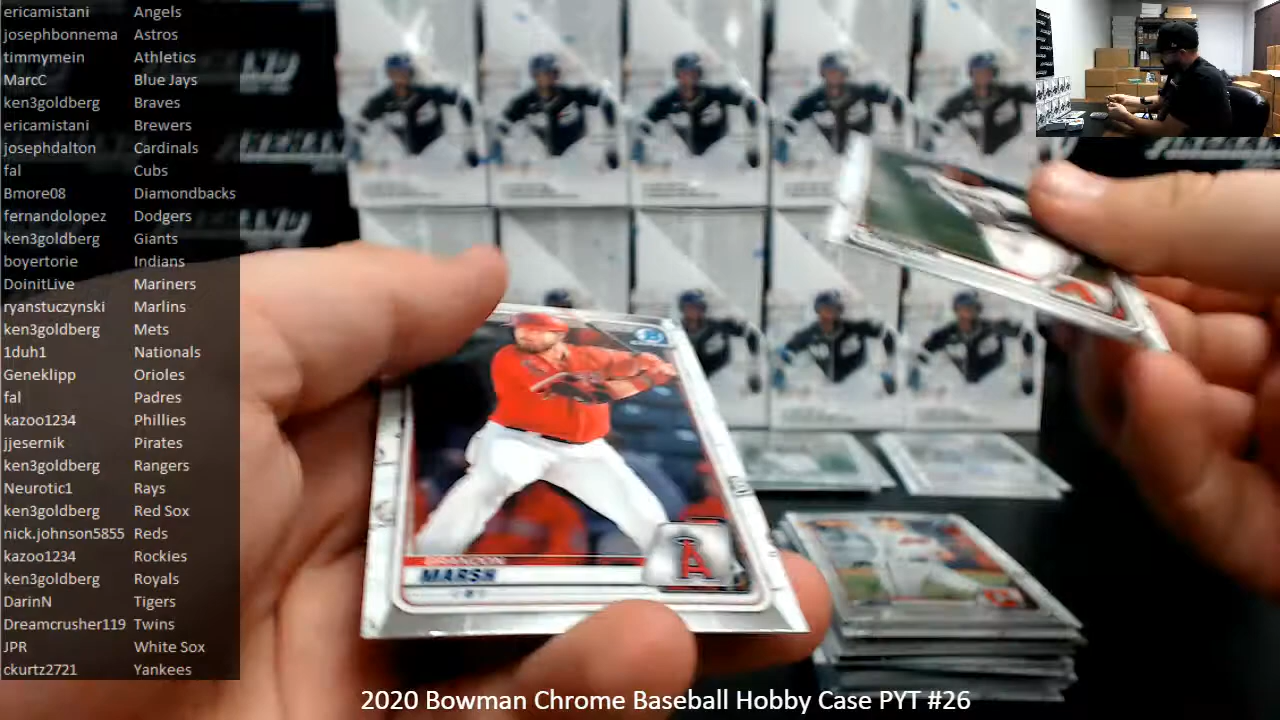 ericamistani Angels
josephbonnema Astros
timmymein Athletics
MarcC Blue Jays
ken3goldberg Braves
ericamistani Brewers
josephdalton Cardinals
fal Cubs
Bmore08 Diamondbacks
fernandolopez Dodgers
ken3goldberg Giants
boyertorie Indians
DoinitLive Mariners
ryanstuczynski Marlins
ken3goldberg Mets
1duh1 Nationals
Geneklipp Orioles
fal Padres
kazoo1234 Phillies
jjesernik Pirates
ken3goldberg Rangers
Neurotic1 Rays
ken3goldberg Red Sox
nick.johnson5855 Reds
kazoo1234 Rockies
ken3goldberg Royals
DarinN Tigers
Dreamcrusher119 Twins
JPR White Sox
ckurtz2721 Yankees
BRANDON
MARSH
A
2020 Bowman Chrome Baseball Hobby Case PYT #26